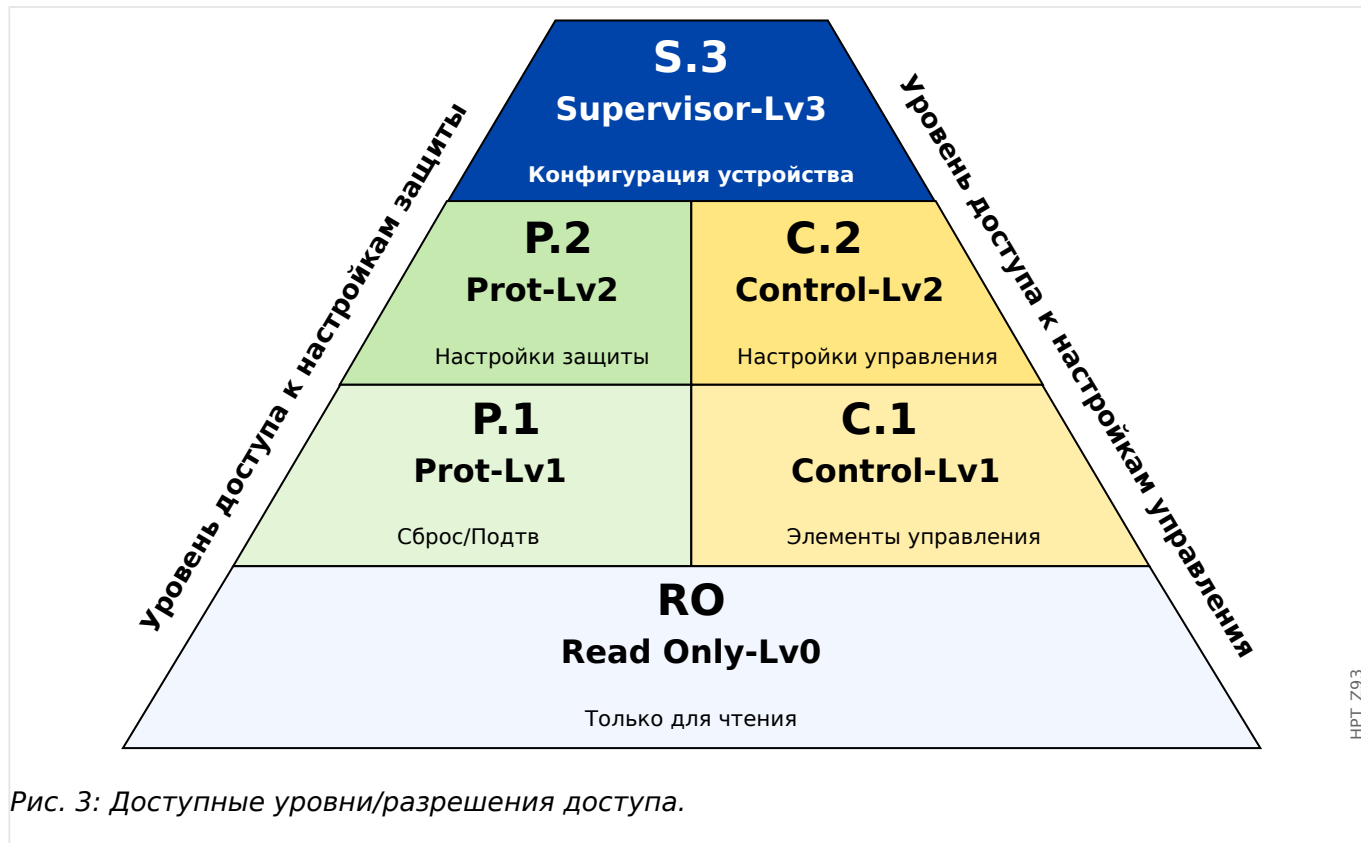 S.3
Supervisor-Lv3
Конфигурация устройства
Уровень доступа к настройкам защиты
Уровень доступа к настройкам управления
P.2
Prot-Lv2
Настройки защиты
C.2
Control-Lv2
Настройки управления
P.1
Prot-Lv1
Сброс/Подтв
C.1
Control-Lv1
Элементы управления
RO
Read Only-Lv0
Только для чтения
HPT_Z93
Рис. 3: Доступные уровни/разрешения доступа.